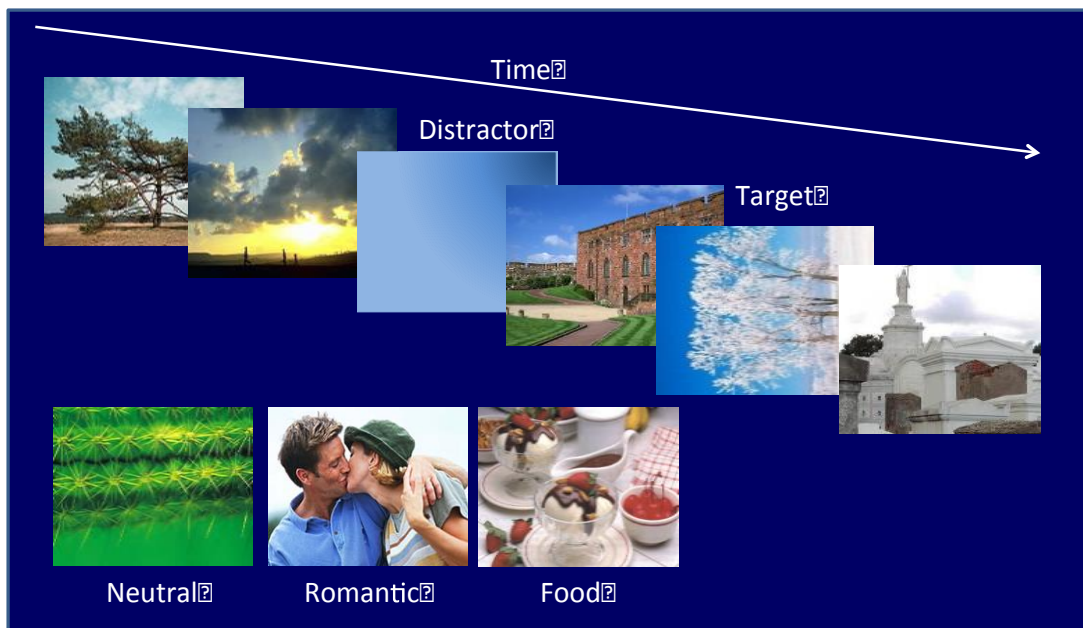 Time⍰
Distractor⍰
Target⍰
Neutral⍰
Romantic⍰
Food⍰